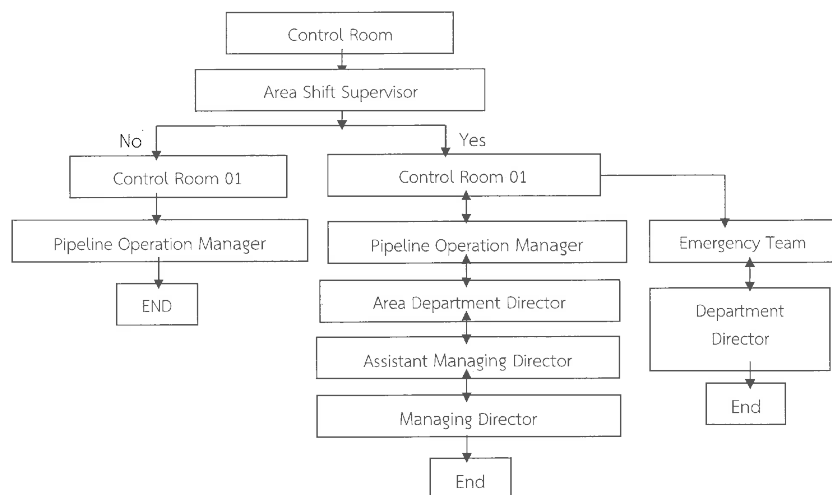 Control Room
Area Shift Supervisor
No
Yes
Control Room 01
Control Room 01
Pipeline Operation Manager
Pipeline Operation Manager
Emergency Team
END
Area Department Director
Department
Director
Assistant Managing Director
Managing Director
End
End